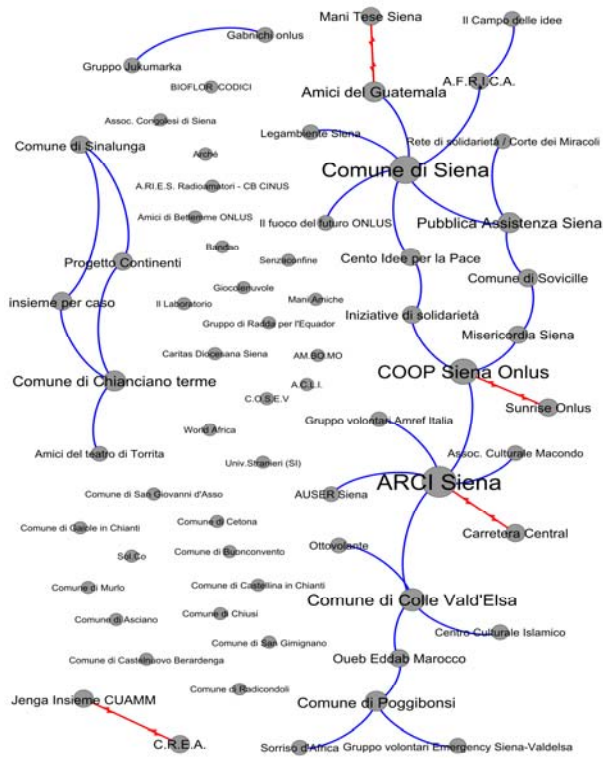 Mani Tese Siena
Il Campo delle idee
Gabnichi onlus
Gruppo Jukumarka
A.F.R.I.C.A.
BIOFLOR CODICI
Amici del Guatemala
Assoc. Congolesi di Siena
Legambiente Siena
Rete di solidarietà / Corte dei Miracoli
Comune di Sinalunga
Archè
Comune di Siena
A.RI.E.S. Radioamatori - CB CINUS
Amici di Betlemme ONLUS
Il fuoco del futuro ONLUS
Pubblica Assistenza Siena
Bandao
Senzaconfine
Cento Idee per la Pace
Progetto Continenti
Comune di Sovicille
Giocolenuvole
insieme per caso
Il Laboratorio
Mani Amiche
Iniziative di solidarietà
Gruppo di Radda per l'Equador
Misericordia Siena
Caritas Diocesana Siena
AM.BO.MO
COOP Siena Onlus
Comune di Chianciano terme
A.C.L.I.
C.O.S.E.V
Sunrise Onlus
Gruppo volontari Amref Italia
World Africa
Amici del teatro di Torrita
Assoc. Culturale Macondo
Univ.Stranieri (SI)
ARCI Siena
Comune di San Giovanni d'Asso
AUSER Siena
Comune di Gaiole in Chianti
Comune di Cetona
Carretera Central
Ottovolante
Sol.Co
Comune di Buonconvento
Comune di Murlo
Comune di Castellina in Chianti
Comune di Colle Vald'Elsa
Comune di Asciano
Comune di Chiusi
Centro Culturale Islamico
Comune di San Gimignano
Comune di Castelnuovo Berardenga
Oueb Eddab Marocco
Comune di Radicondoli
Jenga Insieme CUAMM
Comune di Poggibonsi
C.R.E.A.
Sorriso d'Africa
Gruppo volontari Emergency Siena-Valdelsa